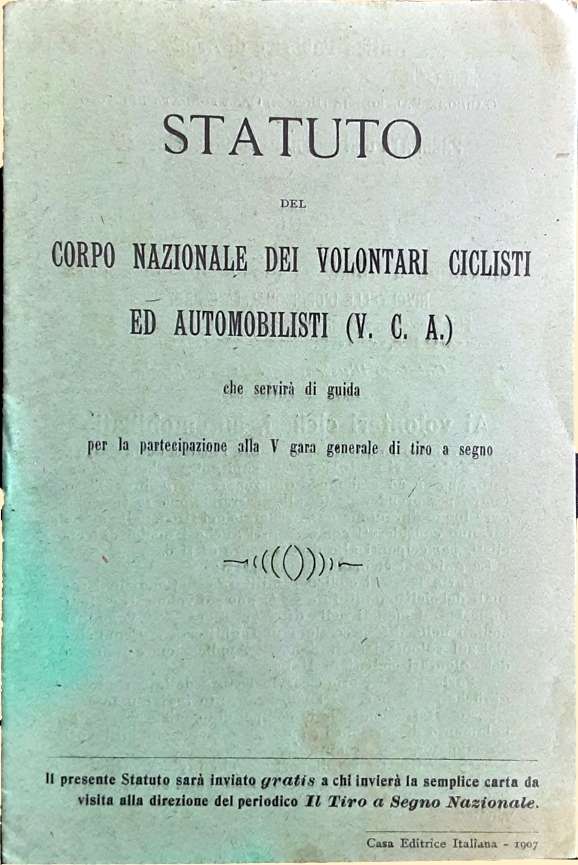 STATUTO
DEL
CORPO NAZIONALE DEI VOLONTARI CICLISTI
ED AUTOMOBILISTI (V. C. A.)
che servirà di guida
per la partecipazione alla V gara generale di tiro a segno
Il presente Statuto sarà inviato gratis a chi invierà la semplice carta da
visita alla direzione del periodico Il Tiro a Segno Nazionale.
Casa Editrice Italiana - 1907